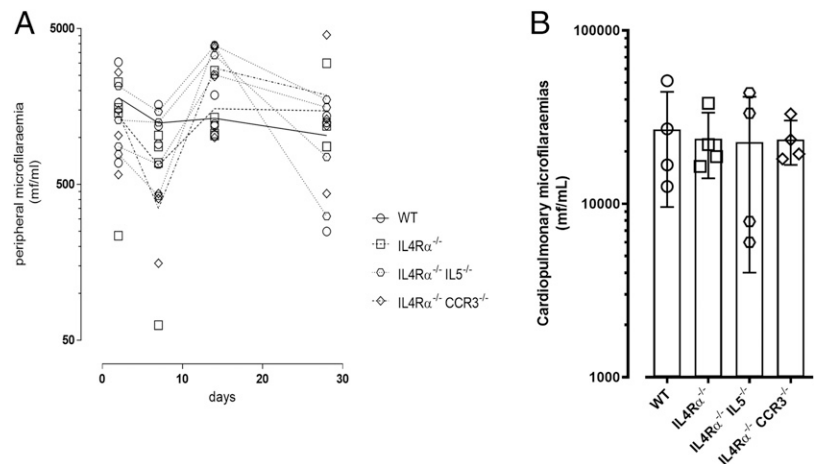 A
peripheral microfilaraemia
(mf/ml)
5000
500
50
0
10
20
30
days
WT
IL4Rα-/-
IL4Rα-/- IL5-/-
IL4Rα-/- CCR3-/-
B
Cardiopulmonary microfilaraemias
(mf/mL)
100000
10000
1000
WT
IL4Rα-/-
IL4Rα-/- IL5-/-
IL4Rα-/- CCR3-/-